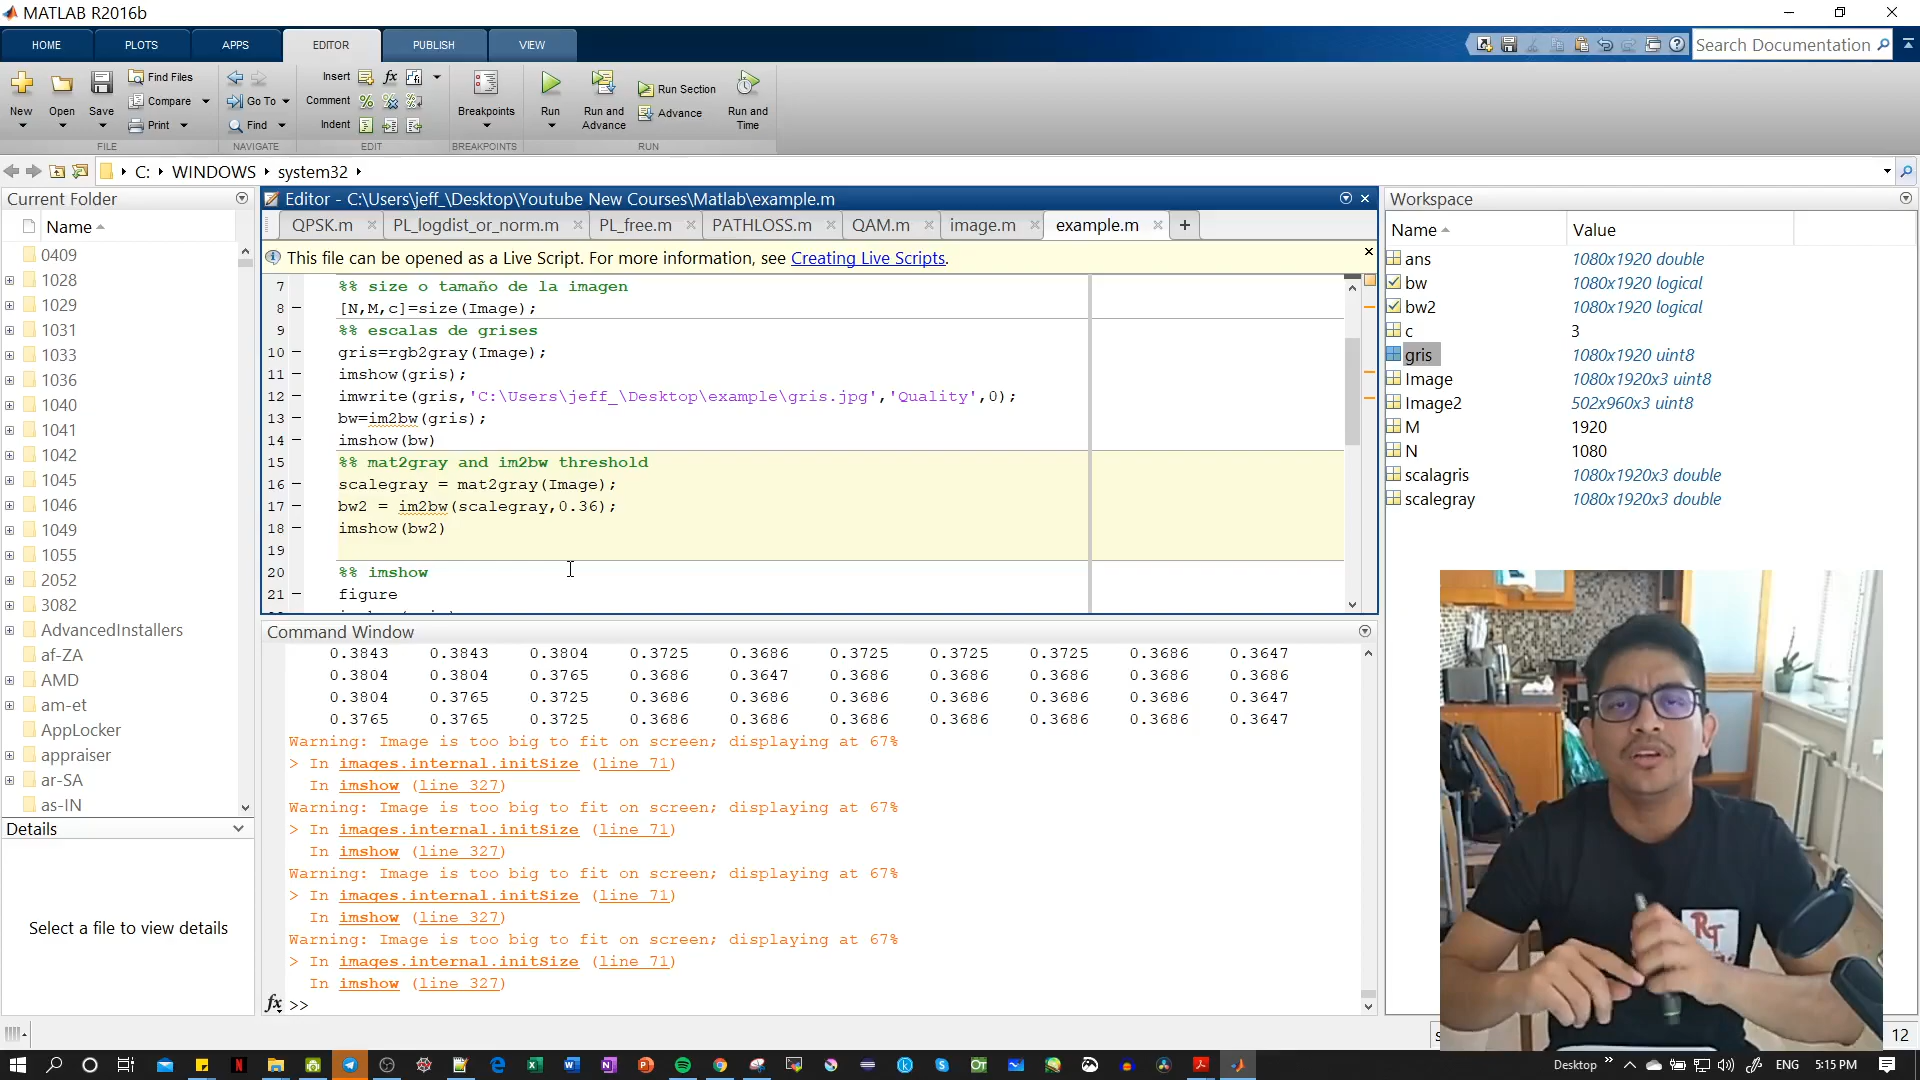 MATLAB R2016b
HOME PLOTS APPS EDITOR PUBLISH VIEW
Search Documentation
New Open Save
Find Files
Compare
Print
FILE
Go To
Find
NAVIGATE
Insert fx
Comment
Indent
EDIT
Breakpoints
BREAKPOINTS
Run
Run and Advance
Run Section
Advance
Run and Time
RUN
C: WINDOWS system32
Current Folder
Name
0409
1028
1029
1031
1033
1036
1040
1041
1042
1045
1046
1049
1055
2052
3082
AdvancedInstallers
af-ZA
AMD
am-et
AppLocker
appraiser
ar-SA
as-IN
Details
Select a file to view details
Editor - C:\Users\jeff_\Desktop\Youtube New Courses\Matlab\example.m
QPSK.m PL_logdist_or_norm.m PL_free.m PATHLOSS.m QAM.m image.m example.m +
This file can be opened as a Live Script. For more information, see Creating Live Scripts.
7 %% size o tamaño de la imagen
8 [N,M,c]=size(Image);
9 %% escalas de grises
10 gris=rgb2gray(Image);
11 imshow(gris);
12 imwrite(gris,'C:\Users\jeff_\Desktop\example\gris.jpg','Quality',0);
13 bw=im2bw(gris);
14 imshow(bw)
15 %% mat2gray and im2bw threshold
16 scalegray = mat2gray(Image);
17 bw2 = im2bw(scalegray,0.36);
18 imshow(bw2)
19
20 %% imshow
21 figure
Command Window
0.3843 0.3843 0.3804 0.3725 0.3686 0.3725 0.3725 0.3725 0.3686 0.3647
0.3804 0.3804 0.3765 0.3686 0.3647 0.3686 0.3686 0.3686 0.3686 0.3686
0.3804 0.3765 0.3725 0.3686 0.3686 0.3686 0.3686 0.3686 0.3686 0.3647
0.3765 0.3765 0.3725 0.3686 0.3686 0.3686 0.3686 0.3686 0.3686 0.3647
Warning: Image is too big to fit on screen; displaying at 67%
> In images.internal.initSize (line 71)
In imshow (line 327)
Warning: Image is too big to fit on screen; displaying at 67%
> In images.internal.initSize (line 71)
In imshow (line 327)
Warning: Image is too big to fit on screen; displaying at 67%
> In images.internal.initSize (line 71)
In imshow (line 327)
Warning: Image is too big to fit on screen; displaying at 67%
> In images.internal.initSize (line 71)
In imshow (line 327)
fx >>
Workspace
Name Value
ans 1080x1920 double
bw 1080x1920 logical
bw2 1080x1920 logical
c 3
gris 1080x1920 uint8
Image 1080x1920x3 uint8
Image2 502x960x3 uint8
M 1920
N 1080
scalagris 1080x1920x3 double
scalegray 1080x1920x3 double
RT
12
Desktop ENG 5:15 PM